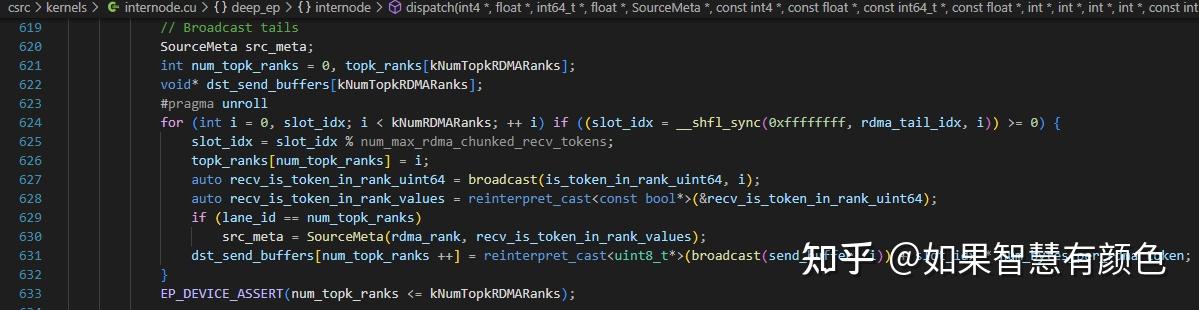 csrc > kernels > internode.cu > {} deep_ep > {} internode > dispatch(int4 *, float *, int64_t *, float *, SourceMeta *, const int4 *, const float *, const int64_t *, const float *, int *, int *, int *, int *, const int
619 // Broadcast tails
620 SourceMeta src_meta;
621 int num_topk_ranks = 0, topk_ranks[kNumTopkRDMARanks];
622 void* dst_send_buffers[kNumTopkRDMARanks];
623 #pragma unroll
624 for (int i = 0, slot_idx; i < kNumRDMARanks; ++ i) if ((slot_idx = __shfl_sync(0xffffffff, rdma_tail_idx, i)) >= 0) {
625 slot_idx = slot_idx % num_max_rdma_chunked_recv_tokens;
626 topk_ranks[num_topk_ranks] = i;
627 auto recv_is_token_in_rank_uint64 = broadcast(is_token_in_rank_uint64, i);
628 auto recv_is_token_in_rank_values = reinterpret_cast<const bool*>(&recv_is_token_in_rank_uint64);
629 if (lane_id == num_topk_ranks)
630 src_meta = SourceMeta(rdma_rank, recv_is_token_in_rank_values);
631 dst_send_buffers[num_topk_ranks ++] = reinterpret_cast<uint8_t*>(broadcast(
知乎 @如果智慧有颜色
632 }
633 EP_DEVICE_ASSERT(num_topk_ranks <= kNumTopkRDMARanks);